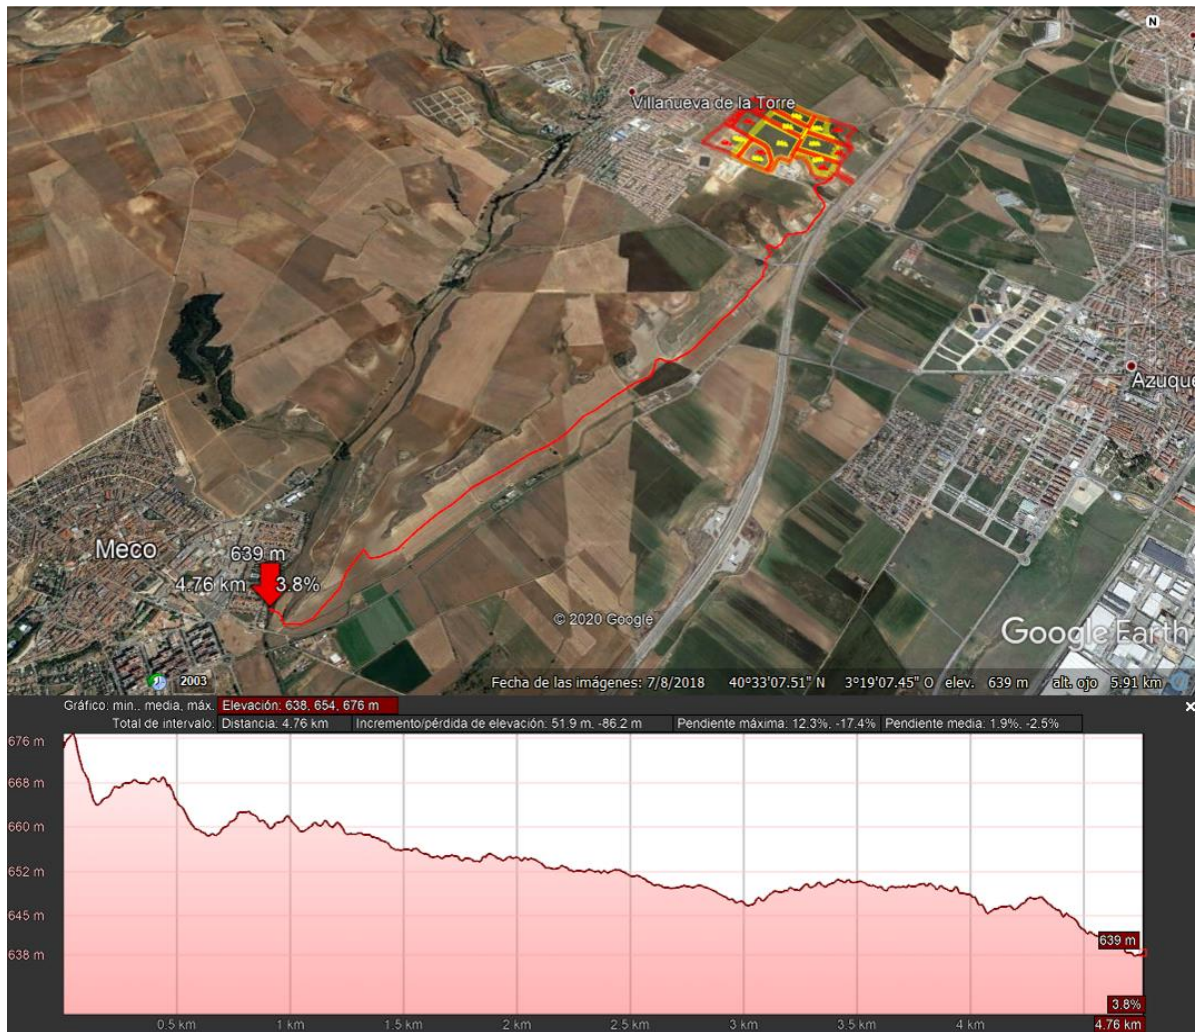 N
Villanueva de la Torre
Azuque
Meco
639 m
4.76 km 3.8%
© 2020 Google
Google Earth
2003
Fecha de las imágenes: 7/8/2018 40°33'07.51" N 3°19'07.45" O elev. 639 m alt. ojo 5.91 km
Gráfico: min., media, máx. Elevación: 638, 654, 676 m
Total de intervalo: Distancia: 4.76 km Incremento/pérdida de elevación: 51.9 m, -86.2 m Pendiente máxima: 12.3%, -17.4% Pendiente media: 1.9%, -2.5%
676 m
668 m
660 m
652 m
645 m
638 m
639 m
3.8%
0.5 km 1 km 1.5 km 2 km 2.5 km 3 km 3.5 km 4 km 4.76 km